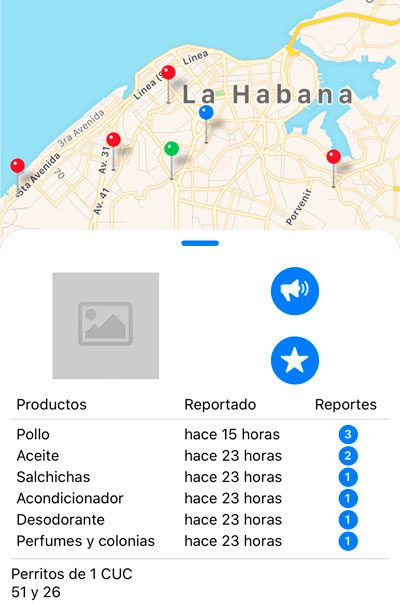 Línea
Línea (S
La Habana
3ra Avenida
5ta Avenida
Av. 31
70
Av. 41
Porvenir
Productos Reportado Reportes
Pollo hace 15 horas 3
Aceite hace 23 horas 2
Salchichas hace 23 horas 1
Acondicionador hace 23 horas 1
Desodorante hace 23 horas 1
Perfumes y colonias hace 23 horas 1
Perritos de 1 CUC
51 y 26